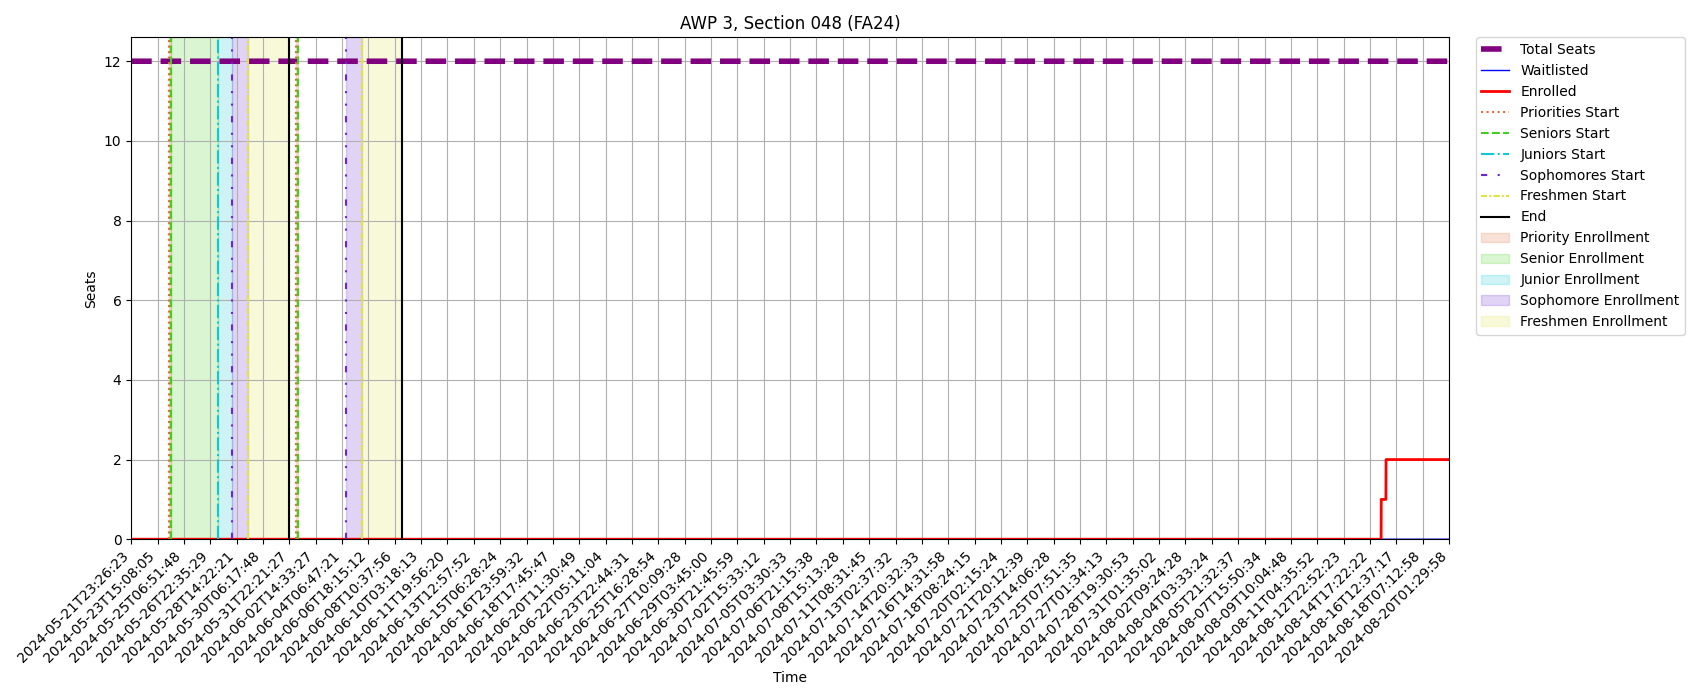 AWP 3, Section 048 (FA24)
Seats
12
10
8
6
4
2
0
2024-05-21T23:26:23
2024-05-23T15:08:05
2024-05-25T06:51:48
2024-05-26T22:35:29
2024-05-28T14:22:21
2024-05-30T06:17:48
2024-05-31T22:21:27
2024-06-02T14:33:27
2024-06-04T06:47:21
2024-06-06T18:15:12
2024-06-08T10:37:56
2024-06-10T03:18:13
2024-06-11T19:56:20
2024-06-13T12:57:52
2024-06-15T06:28:24
2024-06-16T23:59:32
2024-06-18T17:45:47
2024-06-20T11:30:49
2024-06-22T05:11:04
2024-06-23T22:44:31
2024-06-25T16:28:54
2024-06-27T10:09:28
2024-06-29T03:45:00
2024-06-30T21:45:59
2024-07-02T15:33:12
2024-07-05T03:30:33
2024-07-06T21:15:38
2024-07-08T15:13:28
2024-07-11T08:31:45
2024-07-13T02:37:32
2024-07-14T20:32:33
2024-07-16T14:31:58
2024-07-18T08:24:15
2024-07-20T02:15:24
2024-07-21T20:12:39
2024-07-23T14:06:28
2024-07-25T07:51:35
2024-07-27T01:34:13
2024-07-28T19:30:53
2024-07-31T01:35:02
2024-08-02T09:24:28
2024-08-04T03:33:24
2024-08-05T21:32:37
2024-08-07T15:50:34
2024-08-09T10:04:48
2024-08-11T04:35:52
2024-08-12T22:52:23
2024-08-14T17:22:22
2024-08-16T12:37:17
2024-08-18T07:12:58
2024-08-20T01:29:58
Time
Total Seats
Waitlisted
Enrolled
Priorities Start
Seniors Start
Juniors Start
Sophomores Start
Freshmen Start
End
Priority Enrollment
Senior Enrollment
Junior Enrollment
Sophomore Enrollment
Freshmen Enrollment